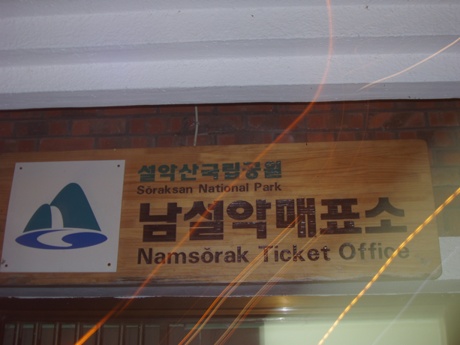 설악산국립공원
Sŏraksan National Park
남설악매표소
Namsŏrak Ticket Office